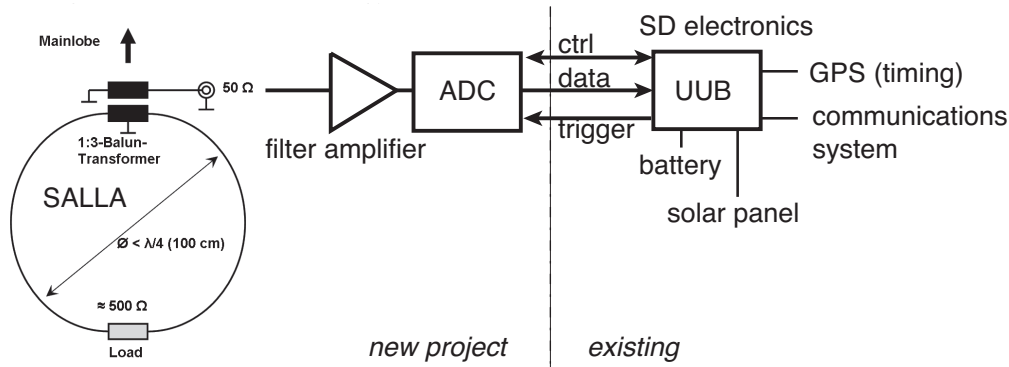 Mainlobe
50 Ω
1:3-Balun-
Transformer
SALLA
Ø < λ/4 (100 cm)
≈ 500 Ω
Load
filter amplifier
ADC
ctrl
data
trigger
SD electronics
UUB
GPS (timing)
communications
system
battery
solar panel
new project
existing